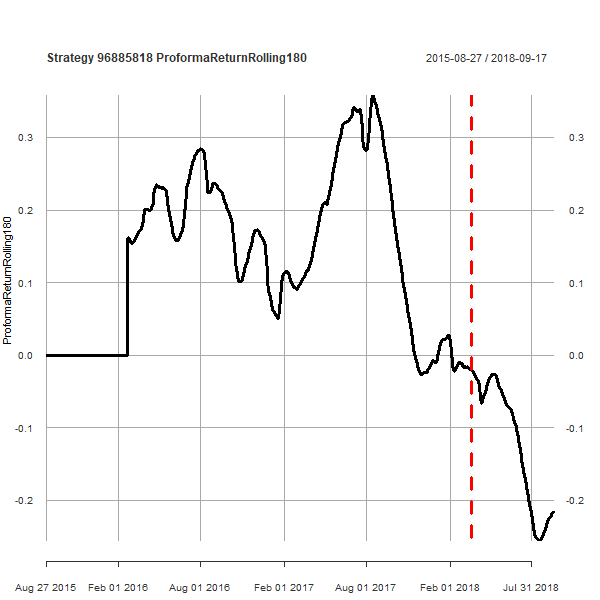 Strategy 96885818 ProformaReturnRolling180
2015-08-27 / 2018-09-17
ProformaReturnRolling180
0.3
0.2
0.1
0.0
-0.1
-0.2
0.3
0.2
0.1
0.0
-0.1
-0.2
Aug 27 2015
Feb 01 2016
Aug 01 2016
Feb 01 2017
Aug 01 2017
Feb 01 2018
Jul 31 2018